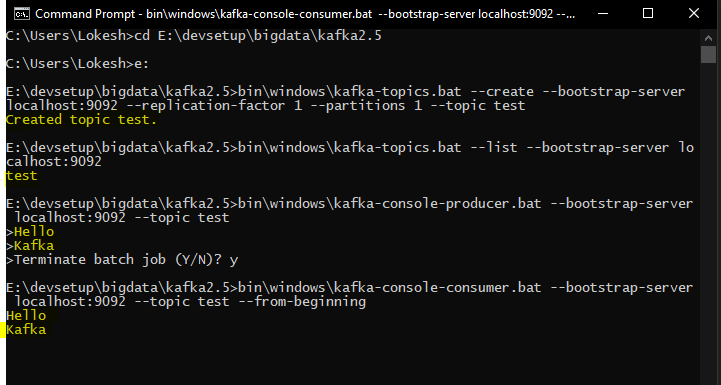 Command Prompt - bin\windows\kafka-console-consumer.bat  --bootstrap-server localhost:9092 --...
C:\Users\Lokesh>cd E:\devsetup\bigdata\kafka2.5
C:\Users\Lokesh>e:
E:\devsetup\bigdata\kafka2.5>bin\windows\kafka-topics.bat --create --bootstrap-server
localhost:9092 --replication-factor 1 --partitions 1 --topic test
Created topic test.
E:\devsetup\bigdata\kafka2.5>bin\windows\kafka-topics.bat --list --bootstrap-server lo
calhost:9092
test
E:\devsetup\bigdata\kafka2.5>bin\windows\kafka-console-producer.bat --bootstrap-server
 localhost:9092 --topic test
>Hello
>Kafka
>Terminate batch job (Y/N)? y
E:\devsetup\bigdata\kafka2.5>bin\windows\kafka-console-consumer.bat --bootstrap-server
 localhost:9092 --topic test --from-beginning
Hello
Kafka